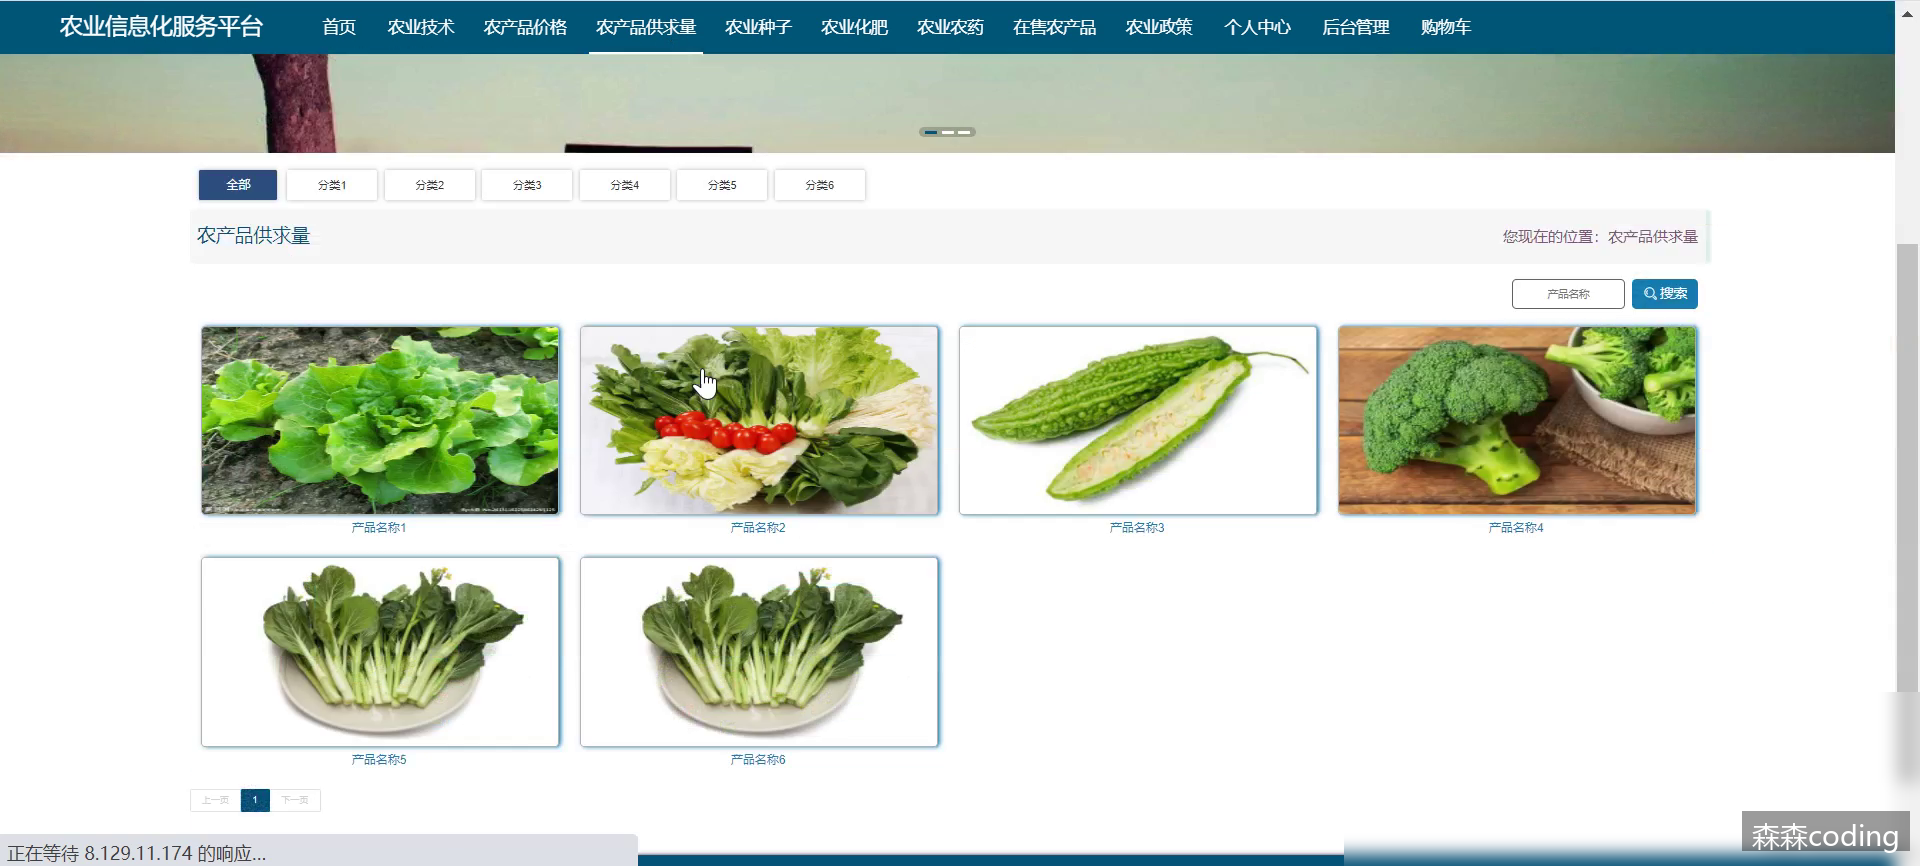 农业信息化服务平台 首页 农业技术 农产品价格 农产品供求量 农业种子 农业化肥 农业农药 在售农产品 农业政策 个人中心 后台管理 购物车
全部 分类1 分类2 分类3 分类4 分类5 分类6
农产品供求量 您现在的位置：农产品供求量
产品名称 搜索
产品名称1 产品名称2 产品名称3 产品名称4
产品名称5 产品名称6
上一页 1 下一页
森森coding
正在等待 8.129.11.174 的响应...